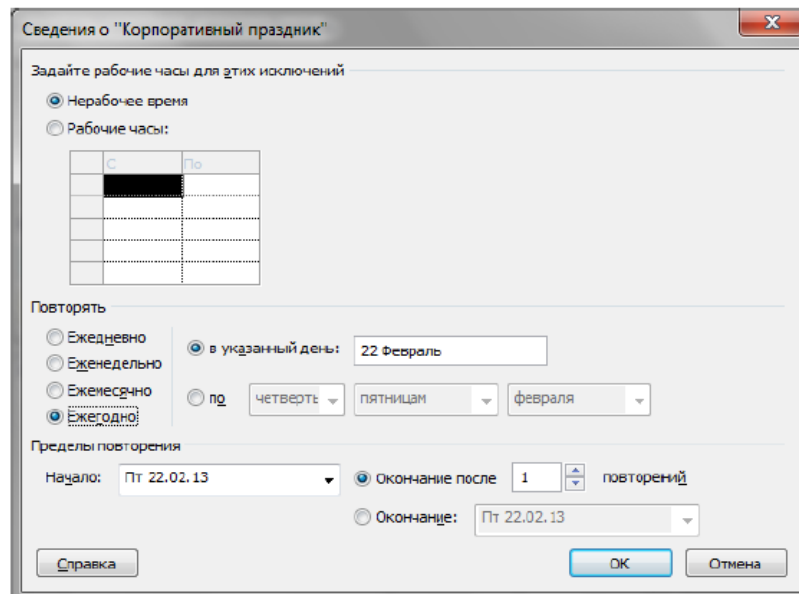 Сведения о "Корпоративный праздник"
Задайте рабочие часы для этих исключений
Нерабочее время
Рабочие часы:
С По
Повторять
Ежедневно
Еженедельно
Ежемесячно
Ежегодно
в указанный день: 22 Февраль
по четверть пятницам февраля
Пределы повторения
Начало: Пт 22.02.13 Окончание после 1 повторений
Окончание: Пт 22.02.13
Справка ОК Отмена